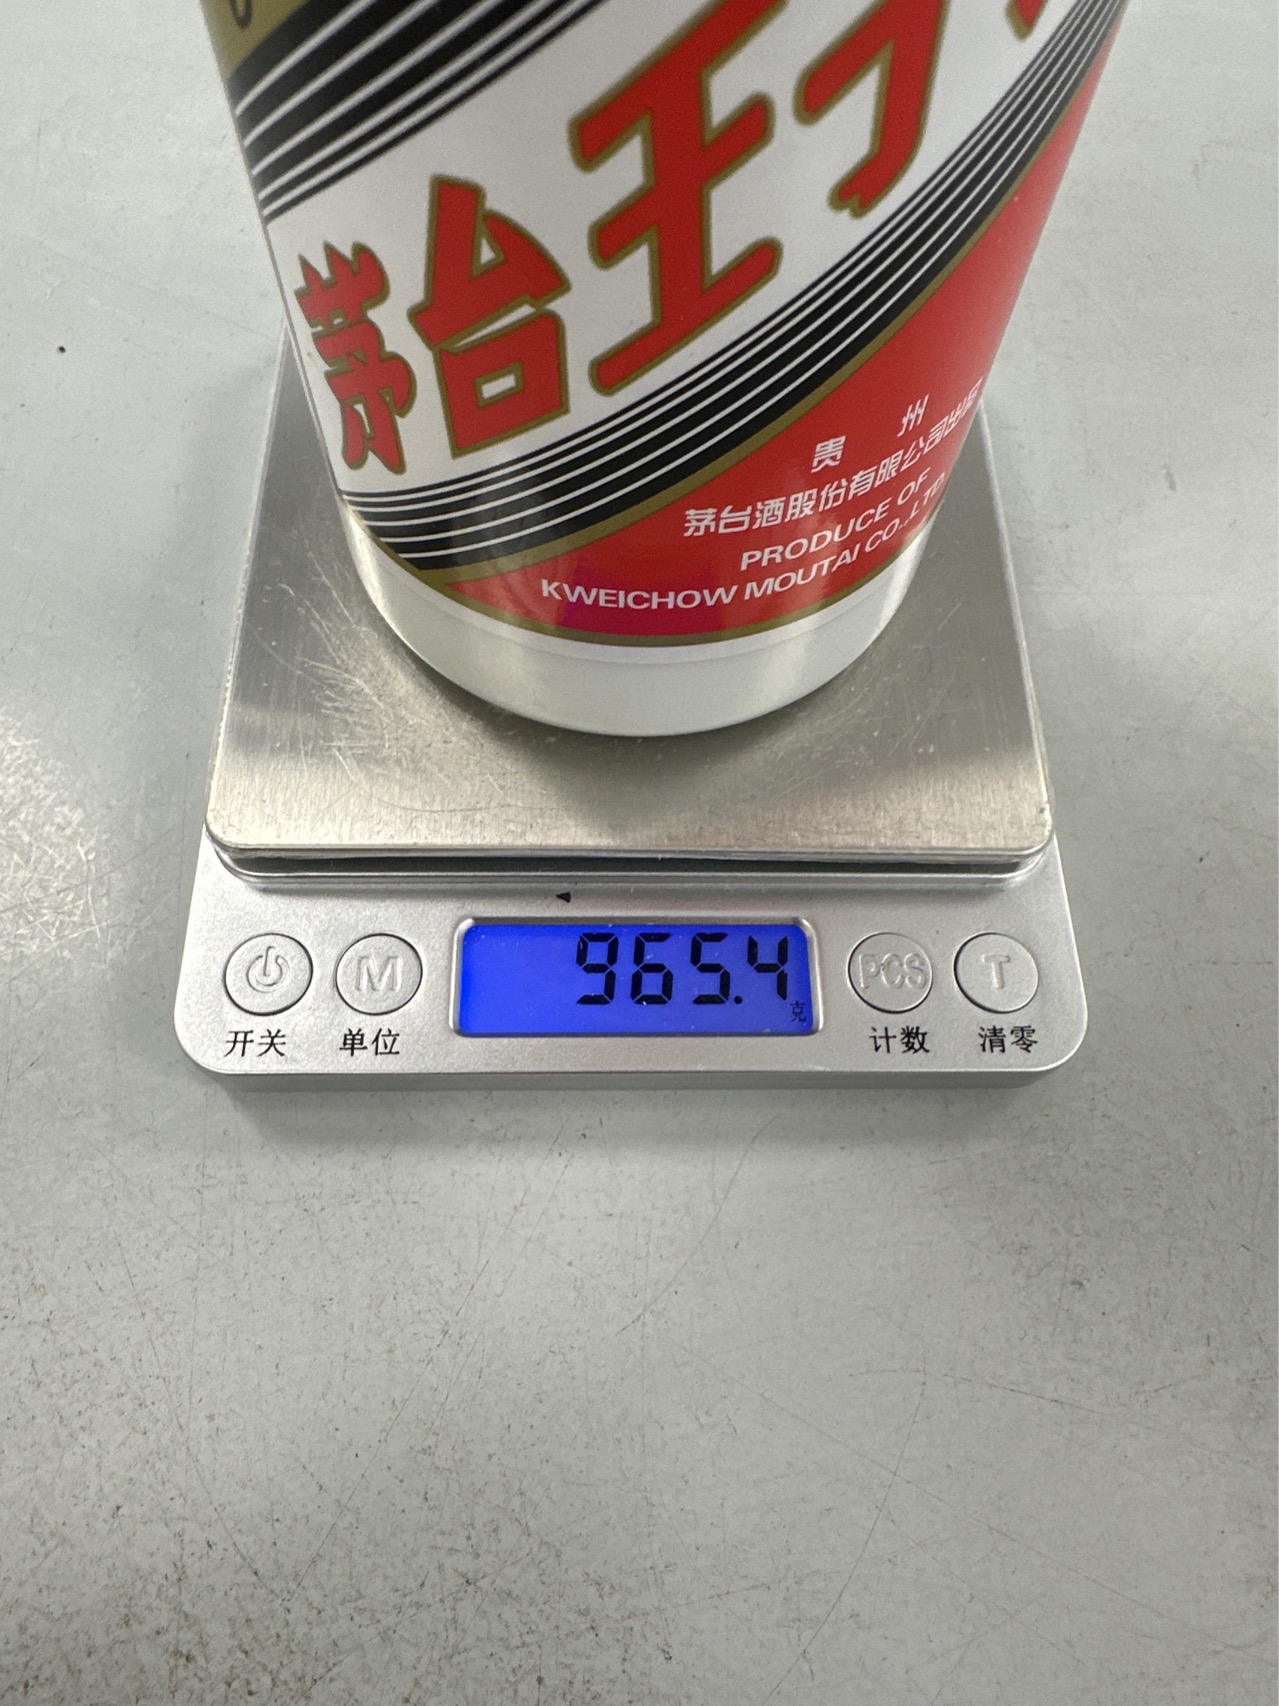 茅台王子
贵州
茅台酒股份有限公司出品
PRODUCE OF
KWEICHOW MOUTAI CO.,LTD.
965.4
克
M
PCS
T
开关
单位
计数
清零